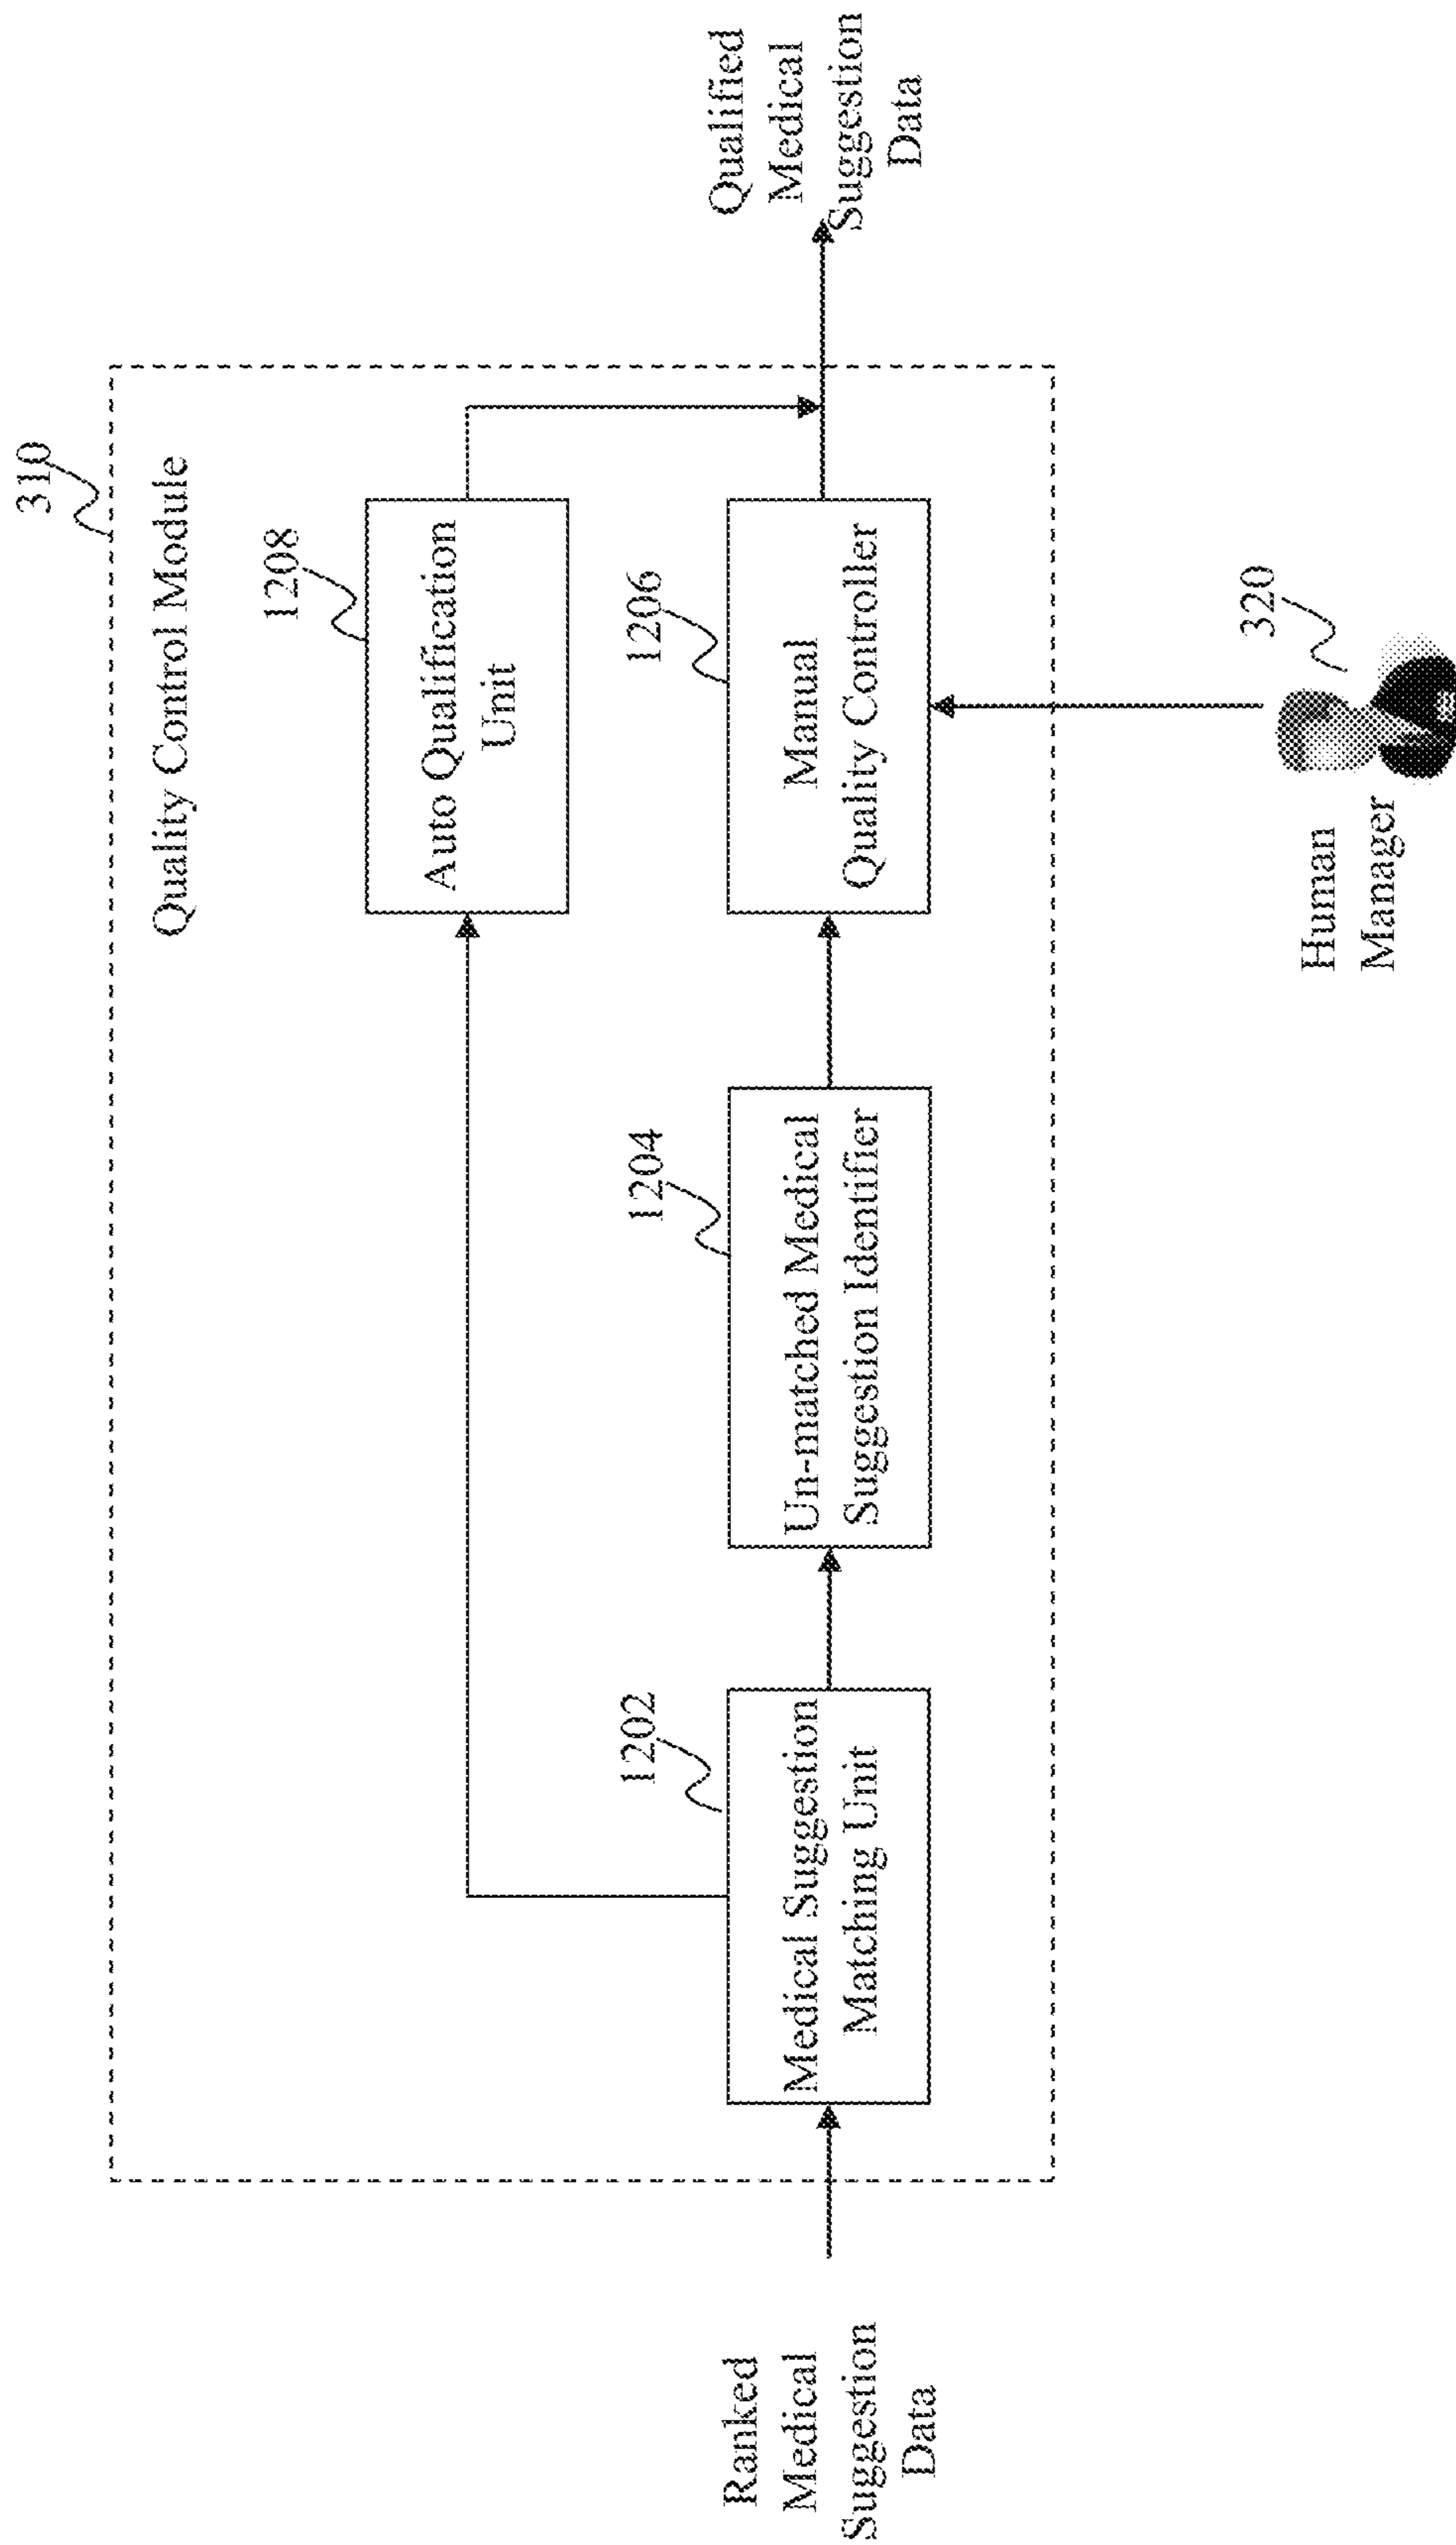 310
Quality Control Module
1208
Auto Qualification
Unit
1202
Medical Suggestion
Matching Unit
1204
Un-matched Medical
Suggestion Identifier
1206
Manual
Quality Controller
Ranked
Medical
Suggestion
Data
Qualified
Medical
Suggestion
Data
Human
Manager
320